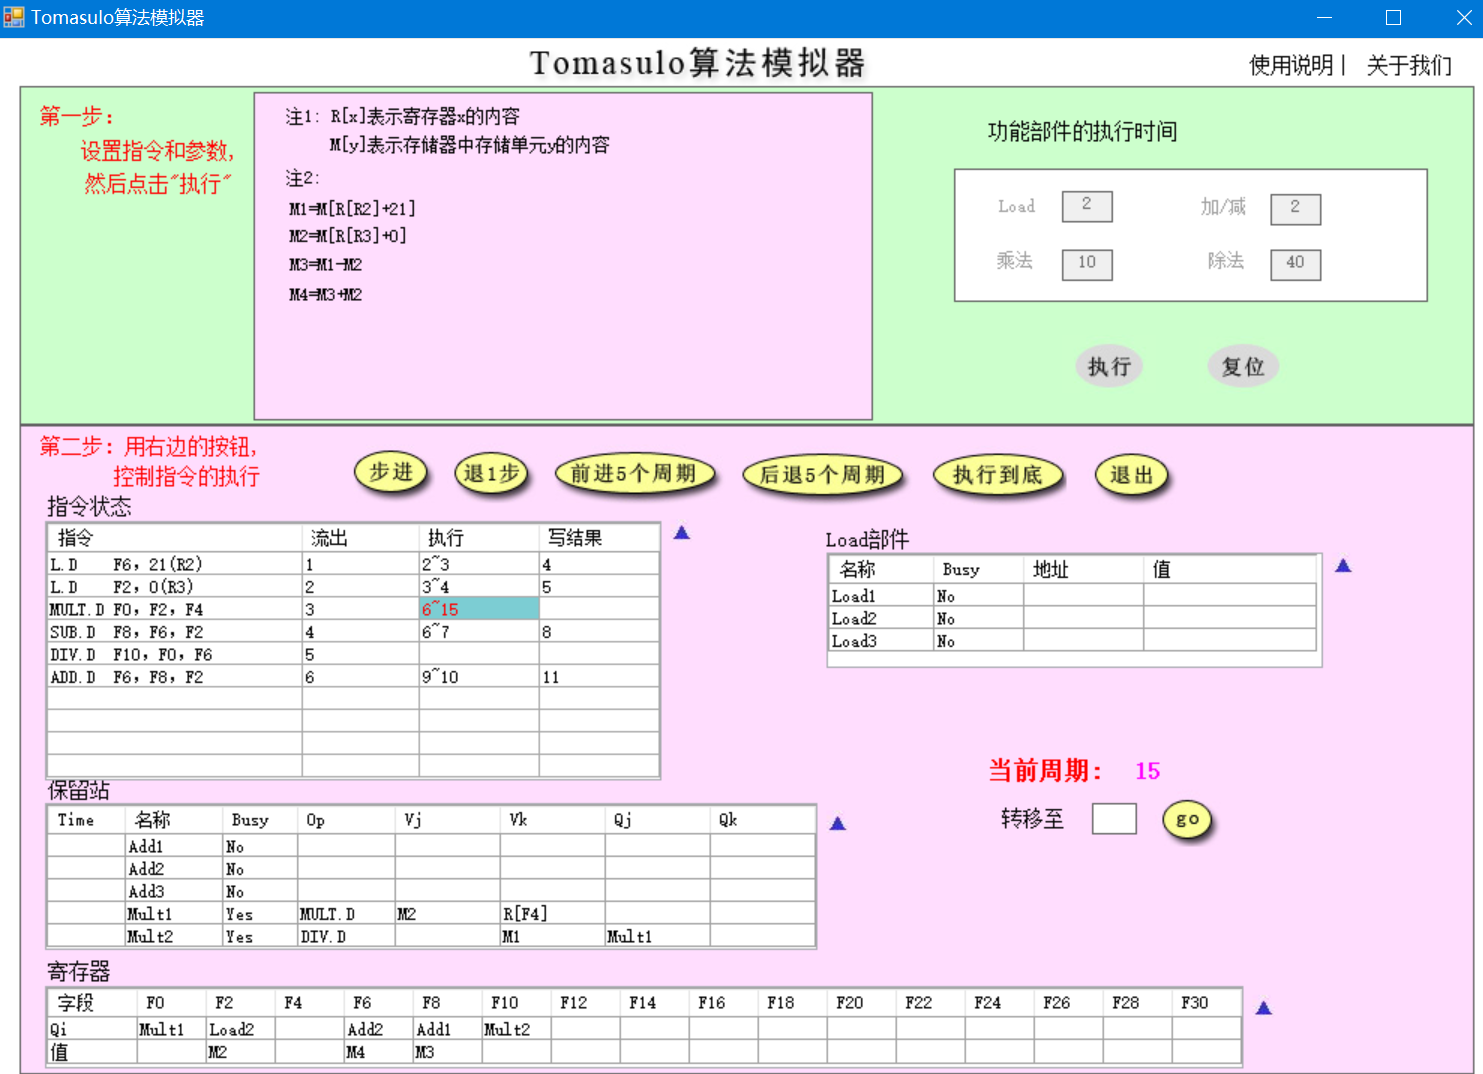 Tomasulo算法模拟器
Tomasulo算法模拟器
使用说明| 关于我们
第一步：
设置指令和参数,
然后点击"执行"
注1: R[x]表示寄存器x的内容
M[y]表示存储器中存储单元y的内容
注2:
M1=M[R[R2]+21]
M2=M[R[R3]+0]
M3=M1-M2
M4=M3+M2
功能部件的执行时间
Load 2 加/减 2
乘法 10 除法 40
执行 复位
第二步: 用右边的按钮,
控制指令的执行
步进 退1步 前进5个周期 后退5个周期 执行到底 退出
指令状态
指令 流出 执行 写结果
L.D F6, 21(R2) 1 2~3 4
L.D F2, 0(R3) 2 3~4 5
MULT.D F0, F2, F4 3 6~15
SUB.D F8, F6, F2 4 6~7 8
DIV.D F10, F0, F6 5
ADD.D F6, F8, F2 6 9~10 11
Load部件
名称 Busy 地址 值
Load1 No
Load2 No
Load3 No
当前周期: 15
转移至 go
保留站
Time 名称 Busy Op Vj Vk Qj Qk
Add1 No
Add2 No
Add3 No
Mult1 Yes MULT.D M2 R[F4]
Mult2 Yes DIV.D M1 Mult1
寄存器
字段 F0 F2 F4 F6 F8 F10 F12 F14 F16 F18 F20 F22 F24 F26 F28 F30
Qi Mult1 Load2 Add2 Add1 Mult2
值 M2 M4 M3